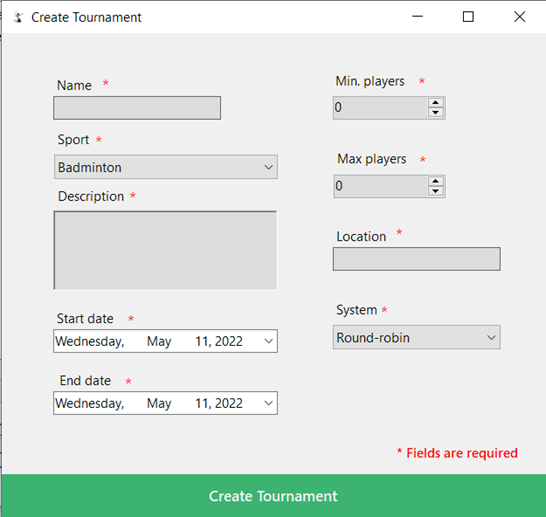 Create Tournament
Name *
Sport *
Badminton
Description *
Start date *
Wednesday, May 11, 2022
End date *
Wednesday, May 11, 2022
Min. players *
0
Max players *
0
Location *
System *
Round-robin
* Fields are required
Create Tournament